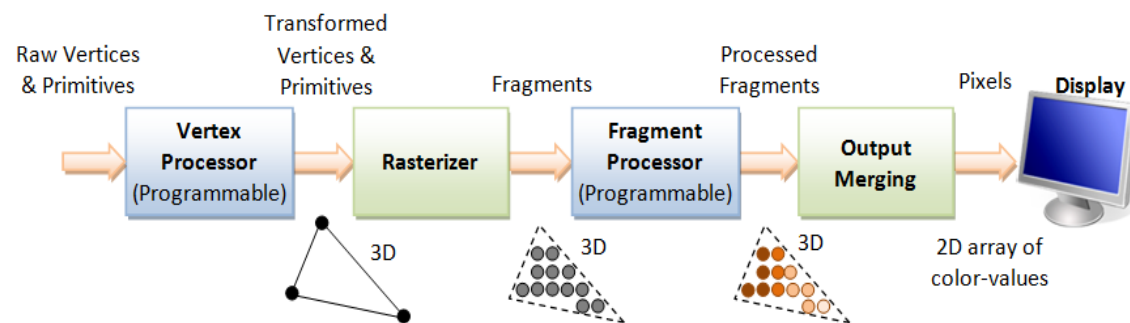 Raw Vertices
& Primitives
Transformed
Vertices &
Primitives
Fragments
Processed
Fragments
Pixels
Display
Vertex
Processor
(Programmable)
Rasterizer
Fragment
Processor
(Programmable)
Output
Merging
3D
3D
3D
2D array of
color-values